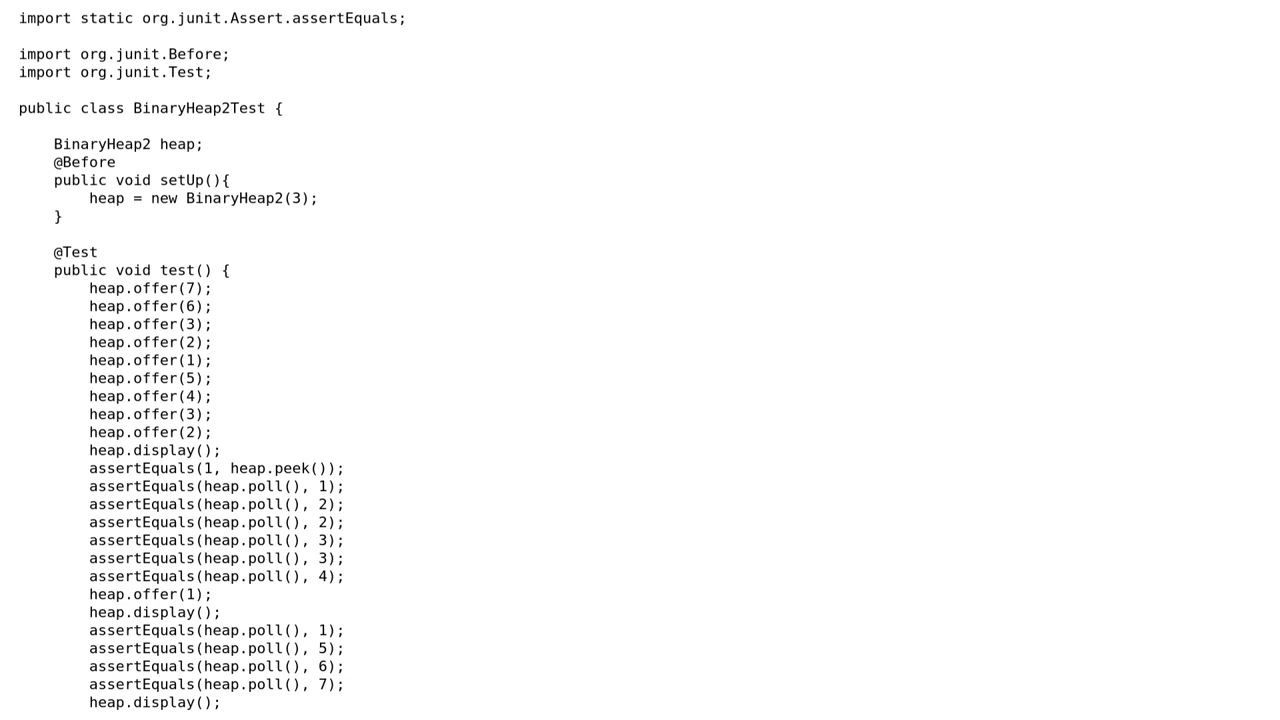 import static org.junit.Assert.assertEquals;

import org.junit.Before;
import org.junit.Test;

public class BinaryHeap2Test {

    BinaryHeap2 heap;
    @Before
    public void setUp(){
        heap = new BinaryHeap2(3);
    }

    @Test
    public void test() {
        heap.offer(7);
        heap.offer(6);
        heap.offer(3);
        heap.offer(2);
        heap.offer(1);
        heap.offer(5);
        heap.offer(4);
        heap.offer(3);
        heap.offer(2);
        heap.display();
        assertEquals(1, heap.peek());
        assertEquals(heap.poll(), 1);
        assertEquals(heap.poll(), 2);
        assertEquals(heap.poll(), 2);
        assertEquals(heap.poll(), 3);
        assertEquals(heap.poll(), 3);
        assertEquals(heap.poll(), 4);
        heap.offer(1);
        heap.display();
        assertEquals(heap.poll(), 1);
        assertEquals(heap.poll(), 5);
        assertEquals(heap.poll(), 6);
        assertEquals(heap.poll(), 7);
        heap.display();